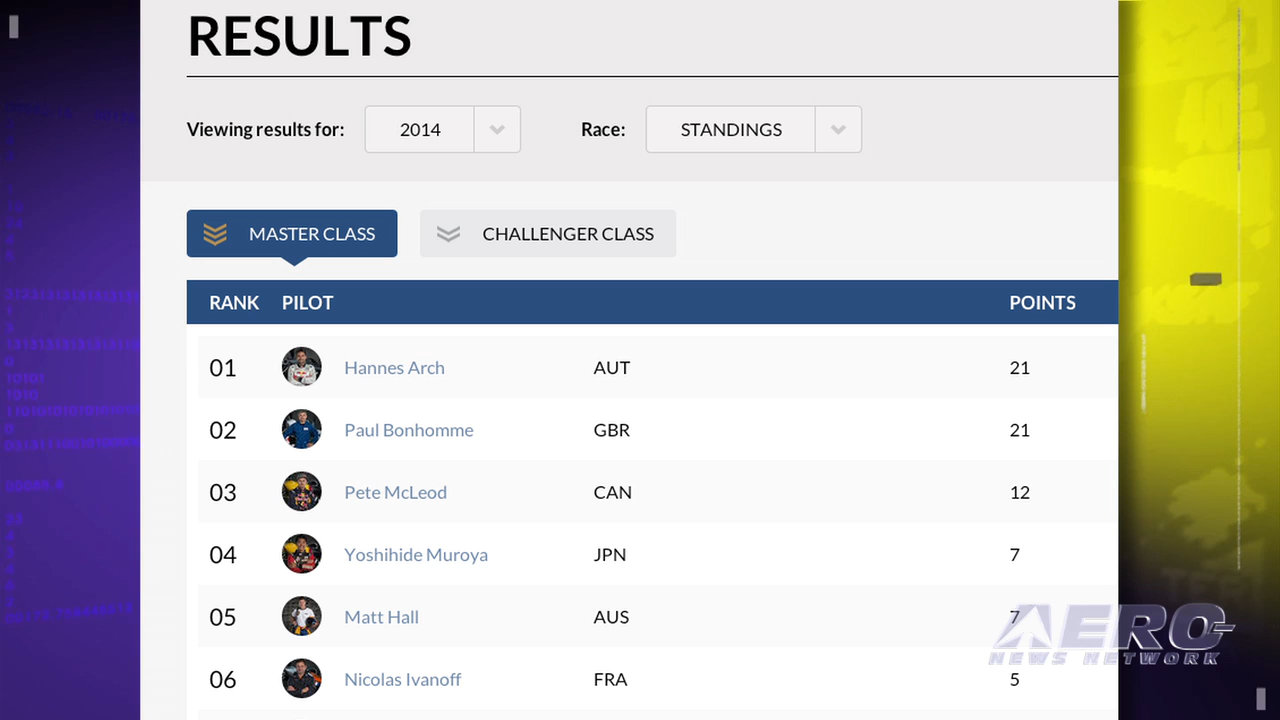 RESULTS
Viewing results for: 2014 Race: STANDINGS
MASTER CLASS CHALLENGER CLASS
RANK PILOT POINTS
01 Hannes Arch AUT 21
02 Paul Bonhomme GBR 21
03 Pete McLeod CAN 12
04 Yoshihide Muroya JPN 7
05 Matt Hall AUS 7
06 Nicolas Ivanoff FRA 5
AERO-
NEWS NETWORK